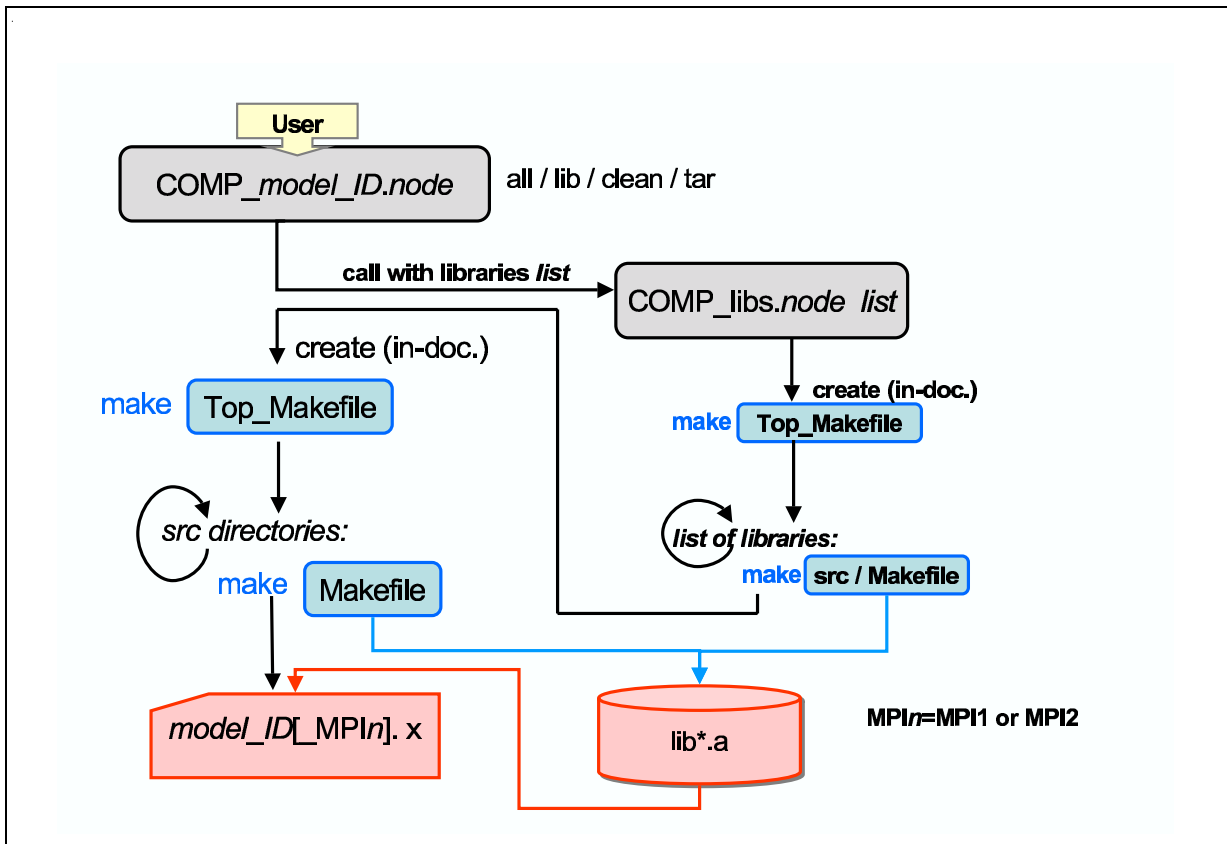 User
COMP_model_ID.node
all / lib / clean / tar
call with libraries list
COMP_libs.node list
create (in-doc.)
make Top_Makefile
create (in-doc.)
make Top_Makefile
src directories:
make Makefile
list of libraries:
make src / Makefile
model_ID[_MPIn]. x
lib*.a
MPIn=MPI1 or MPI2